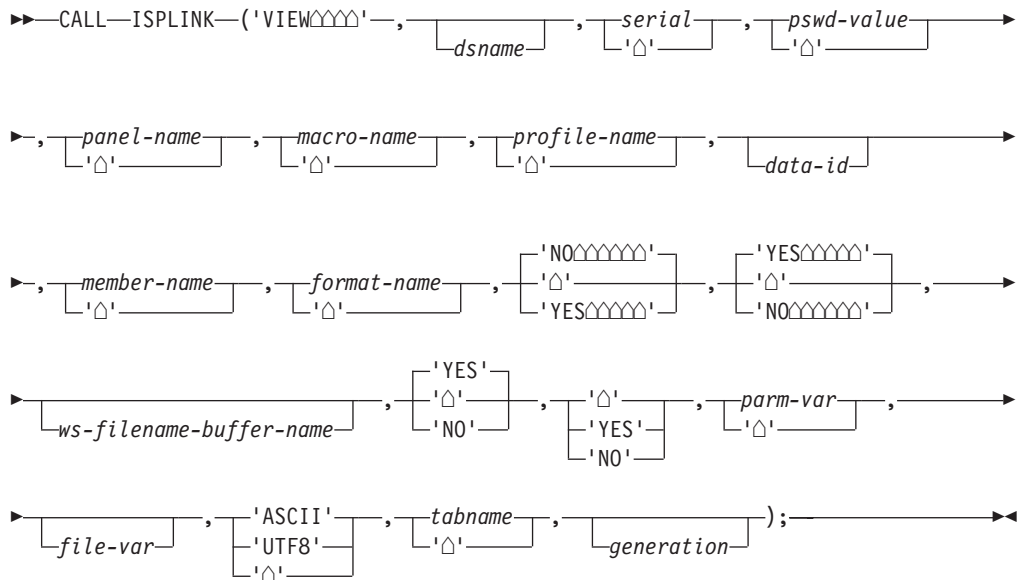 CALL ISPLINK ('VIEW⌂⌂⌂⌂' , dsname , serial '⌂' , pswd-value '⌂'
, panel-name '⌂' , macro-name '⌂' , profile-name '⌂' , data-id
, member-name '⌂' , format-name '⌂' , 'NO⌂⌂⌂⌂⌂⌂' '⌂' 'YES⌂⌂⌂⌂⌂' , 'YES⌂⌂⌂⌂⌂' '⌂' 'NO⌂⌂⌂⌂⌂⌂' ,
ws-filename-buffer-name , 'YES' '⌂' 'NO' , '⌂' 'YES' 'NO' , parm-var '⌂' ,
file-var , 'ASCII' 'UTF8' '⌂' , tabname '⌂' , generation );